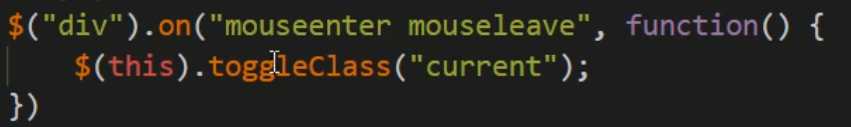 $("div").on("mouseenter mouseleave", function() {
    $(this).toggleClass("current");
})